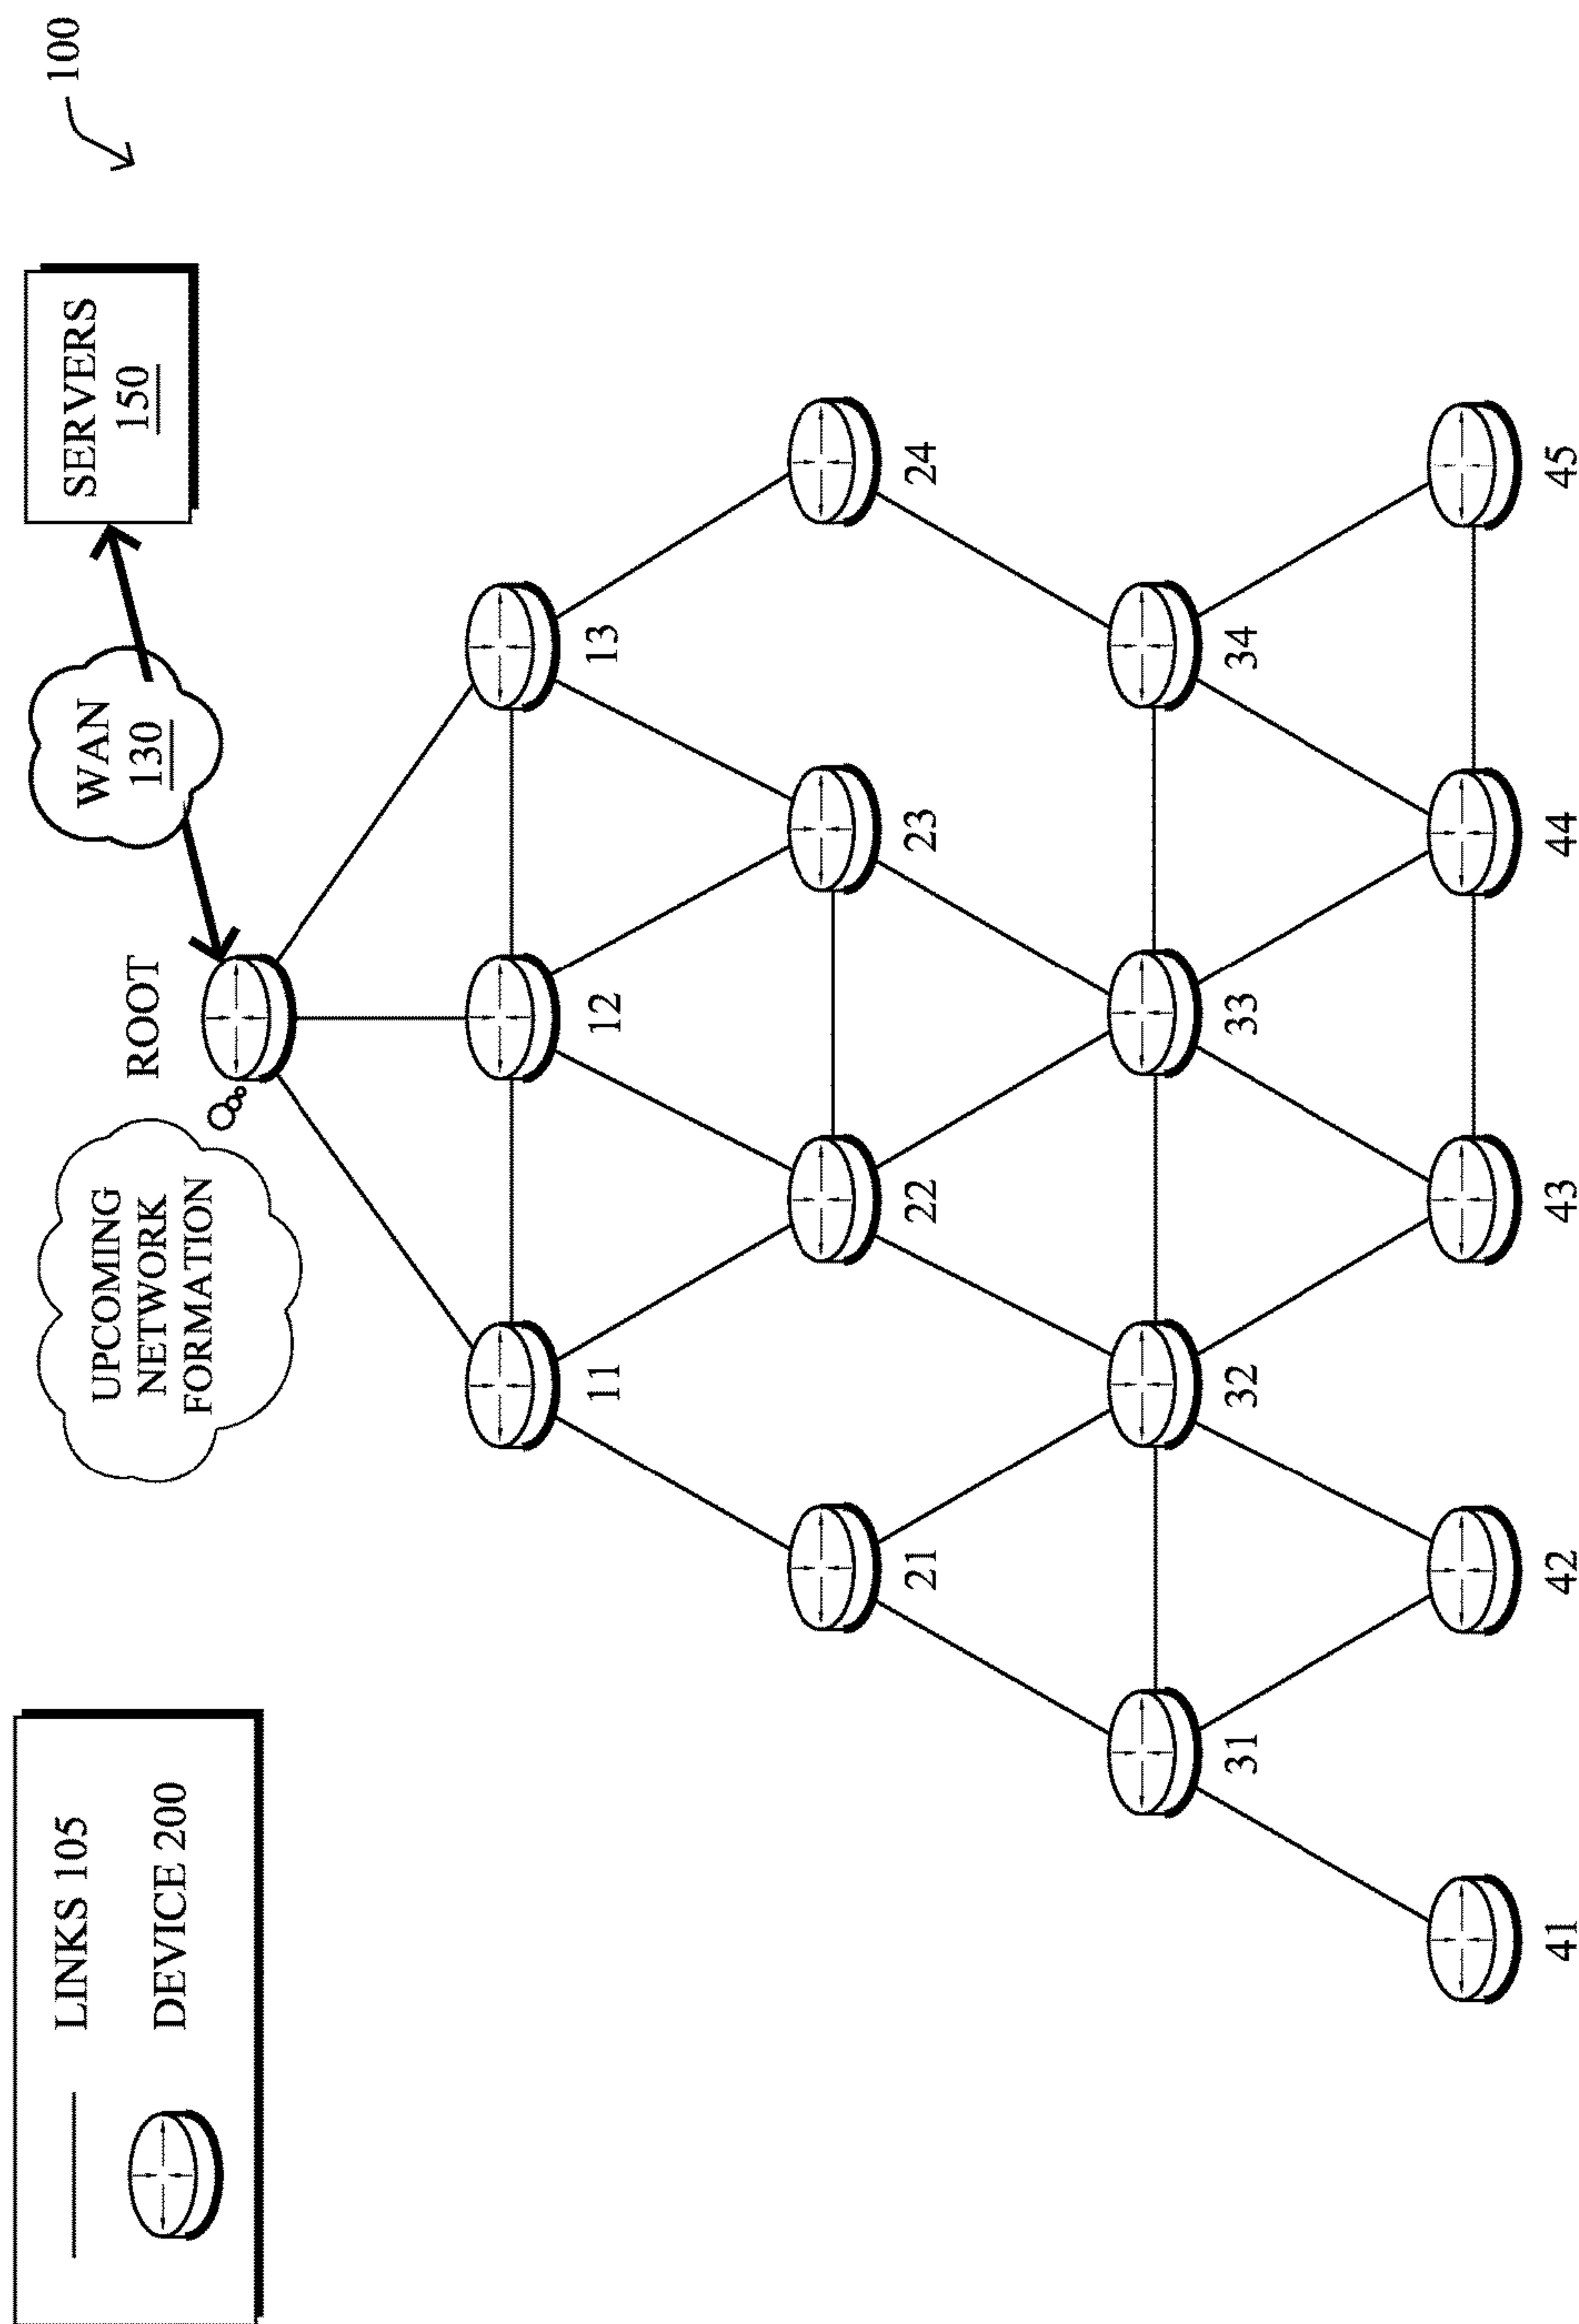 LINKS 105
DEVICE 200
UPCOMING
NETWORK
FORMATION
ROOT
WAN
130
SERVERS
150
100
11
12
13
21
22
23
24
31
32
33
34
41
42
43
44
45